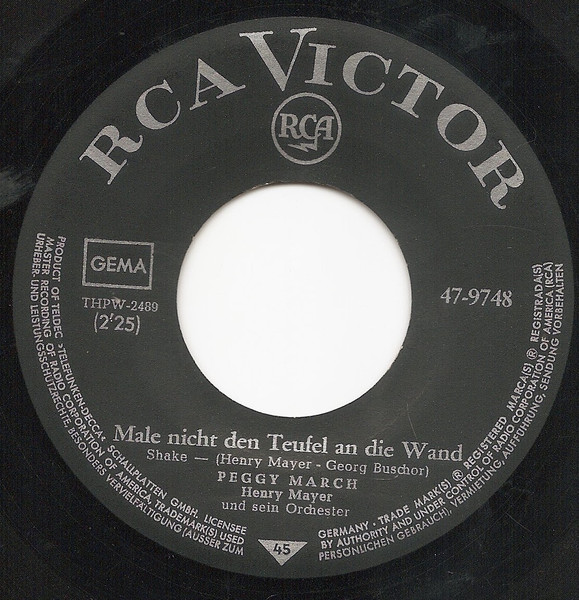 RCA VICTOR
RCA
GEMA
THPW-2489
(2'25)
47-9748
Male nicht den Teufel an die Wand
Shake — (Henry Mayer - Georg Buschor)
PEGGY MARCH
Henry Mayer
und sein Orchester
45
PRODUCT OF TELDEC »TELEFUNKEN-DECCA« SCHALLPLATTEN GMBH. LICENSEE
MASTER RECORDING OF RADIO CORPORATION OF AMERICA TRADEMARK(S) USED
URHEBER- UND LEISTUNGSSCHUTZRECHTE, BESONDERS VERVIELFÄLTIGUNG (AUSSER ZUM
GERMANY · TRADE MARK(S) ® REGISTERED MARCA(S) ® REGISTRADA(S)
BY AUTHORITY AND UNDER CONTROL OF RADIO CORPORATION OF AMERICA (RCA)
PERSÖNLICHEN GEBRAUCH), VERMIETUNG, AUFFÜHRUNG, SENDUNG VORBEHALTEN